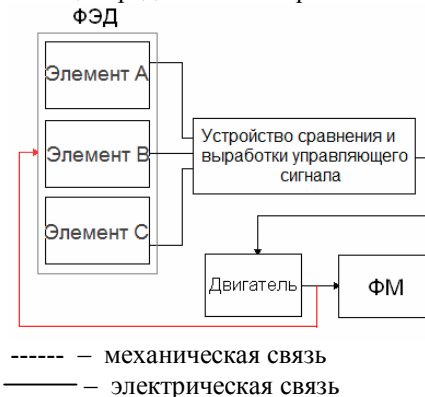 ФЭД
Элемент А
Элемент В
Элемент С
Устройство сравнения и
выработки управляющего
сигнала
Двигатель
ФМ
------ – механическая связь
——— – электрическая связь